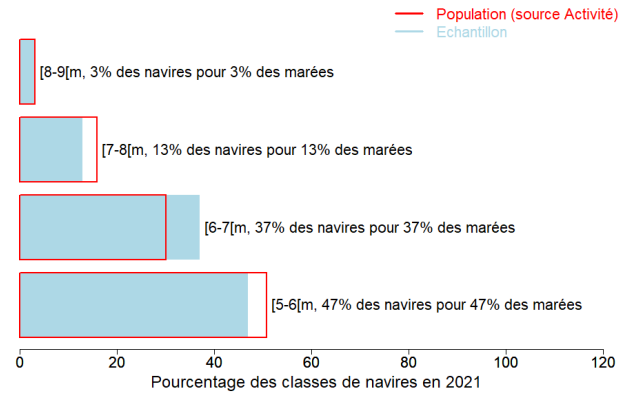 Population (source Activité)
Echantillon
[8-9[m, 3% des navires pour 3% des marées
[7-8[m, 13% des navires pour 13% des marées
[6-7[m, 37% des navires pour 37% des marées
[5-6[m, 47% des navires pour 47% des marées
0 20 40 60 80 100 120
Pourcentage des classes de navires en 2021